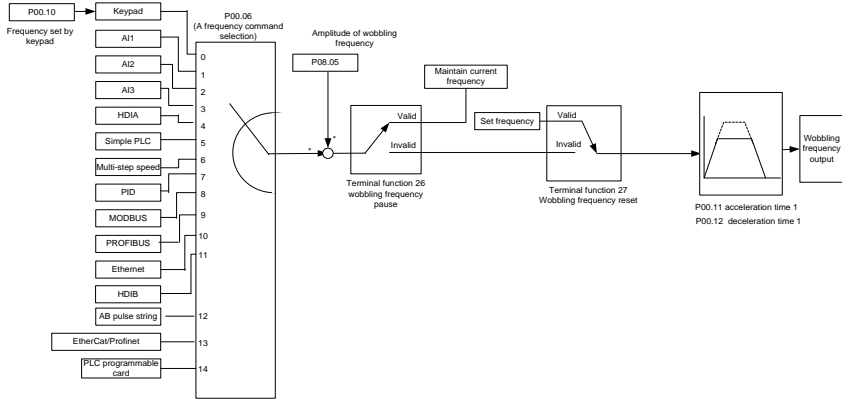 P00.10
Frequency set by
keypad
Keypad
AI1
AI2
AI3
HDIA
Simple PLC
Multi-step speed
PID
MODBUS
PROFIBUS
Ethernet
HDIB
AB pulse string
EtherCat/Profinet
PLC programmable
card
P00.06
(A frequency command
selection)
0
1
2
3
4
5
6
7
8
9
10
11
12
13
14
Amplitude of wobbling
frequency
P08.05
*
*
Maintain current
frequency
Valid
Invalid
Terminal function 26
wobbling frequency
pause
Set frequency
Valid
Invalid
Terminal function 27
Wobbling frequency reset
P00.11 acceleration time 1
P00.12 deceleration time 1
Wobbling
frequency
output